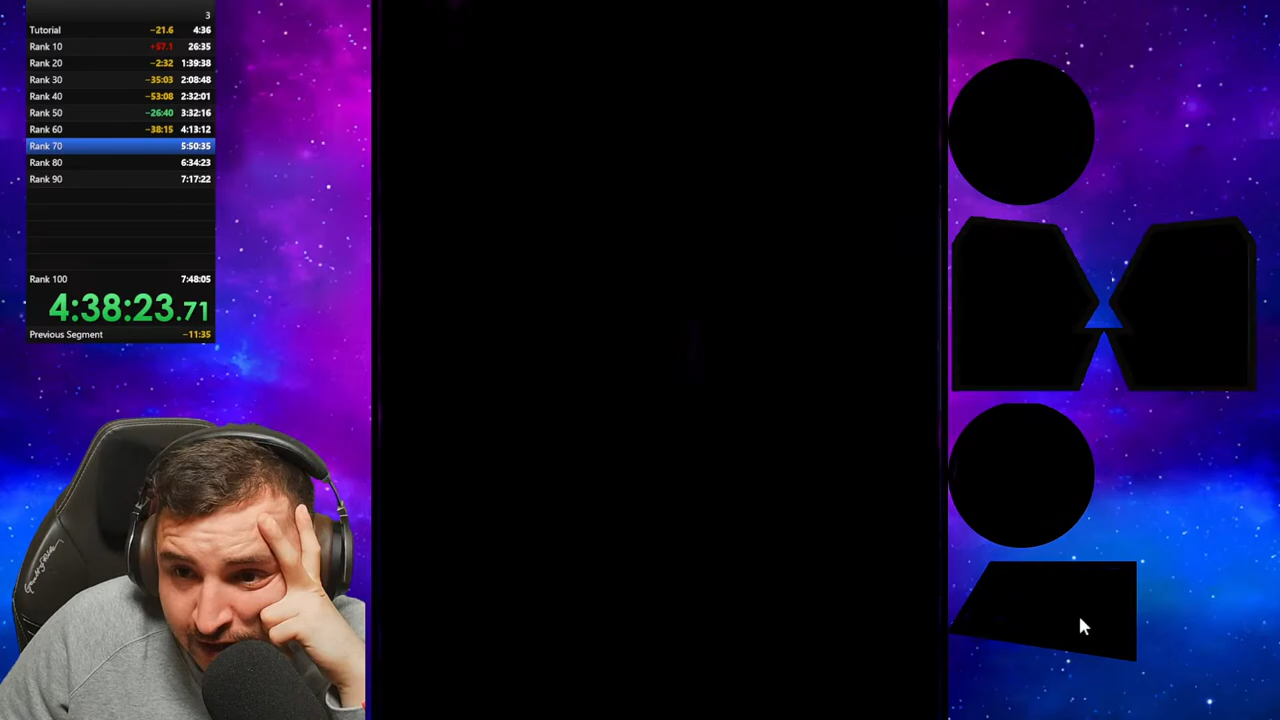 3
Tutorial −21.6 4:36
Rank 10 +57.1 26:35
Rank 20 −2:32 1:39:38
Rank 30 −35:03 2:08:48
Rank 40 −53:08 2:32:01
Rank 50 −26:40 3:32:16
Rank 60 −38:15 4:13:12
Rank 70 5:50:35
Rank 80 6:34:23
Rank 90 7:17:22
Rank 100 7:48:05
4:38:23.71
Previous Segment −11:35